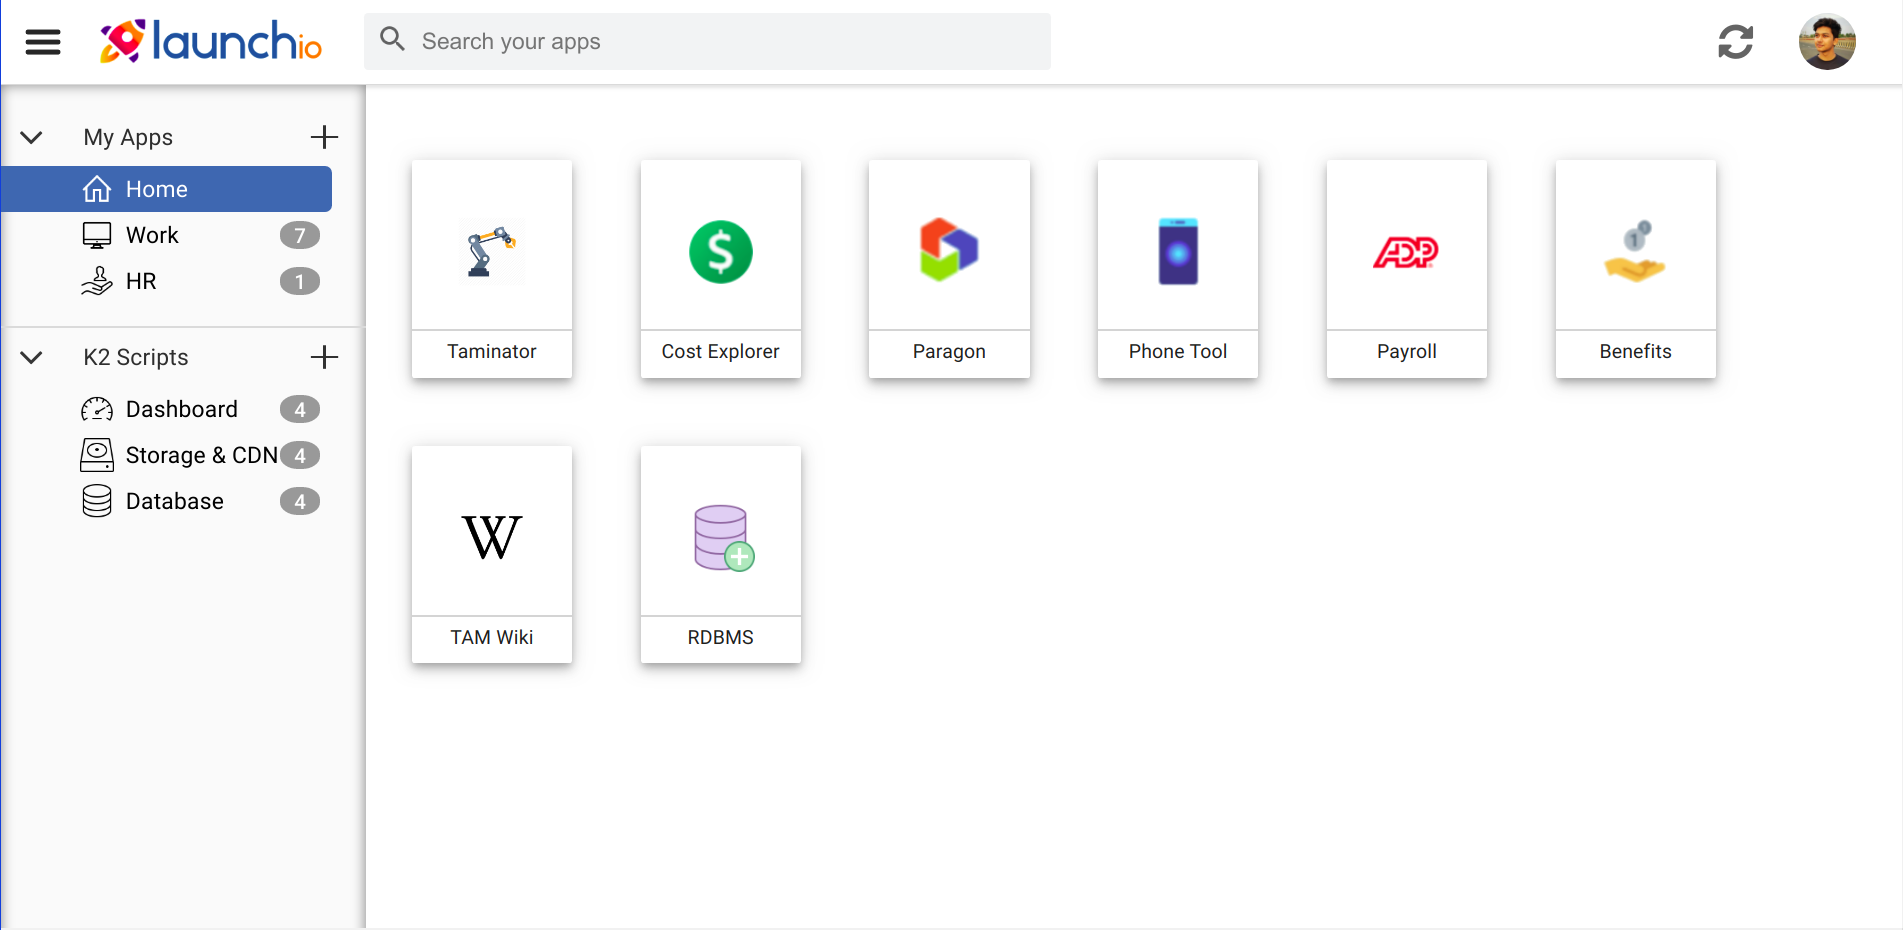 launchio
Search your apps
My Apps
Home
Work 7
HR 1
K2 Scripts
Dashboard 4
Storage & CDN 4
Database 4
$
ADP
1
Taminator
Cost Explorer
Paragon
Phone Tool
Payroll
Benefits
W
TAM Wiki
RDBMS